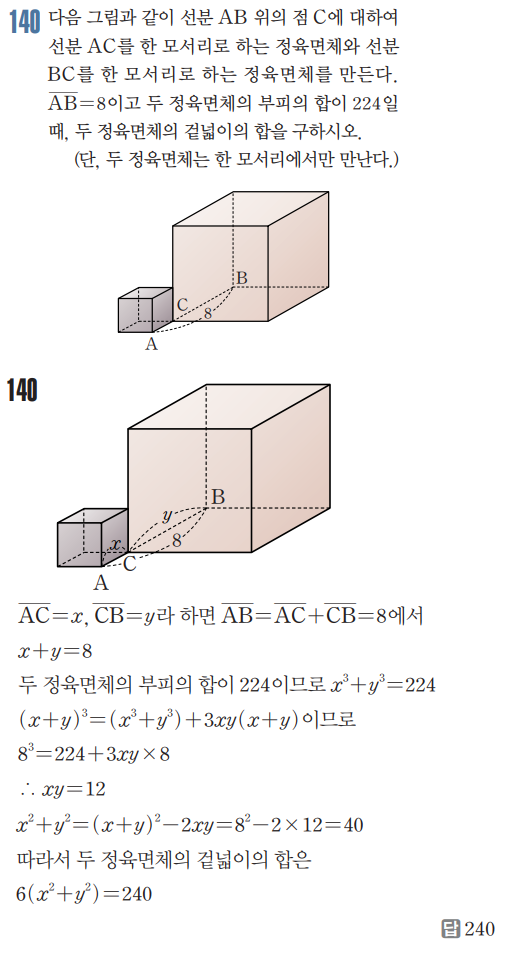 140 다음 그림과 같이 선분 AB 위의 점 C에 대하여
선분 AC를 한 모서리로 하는 정육면체와 선분
BC를 한 모서리로 하는 정육면체를 만든다.
A̅B̅=8이고 두 정육면체의 부피의 합이 224일
때, 두 정육면체의 겉넓이의 합을 구하시오.
(단, 두 정육면체는 한 모서리에서만 만난다.)
B
C
8
A
140
B
y
x
8
C
A
A̅C̅=x, C̅B̅=y라 하면 A̅B̅=A̅C̅+C̅B̅=8에서
x+y=8
두 정육면체의 부피의 합이 224이므로 x³+y³=224
(x+y)³=(x³+y³)+3xy(x+y)이므로
8³=224+3xy×8
∴ xy=12
x²+y²=(x+y)²−2xy=8²−2×12=40
따라서 두 정육면체의 겉넓이의 합은
6(x²+y²)=240
답 240